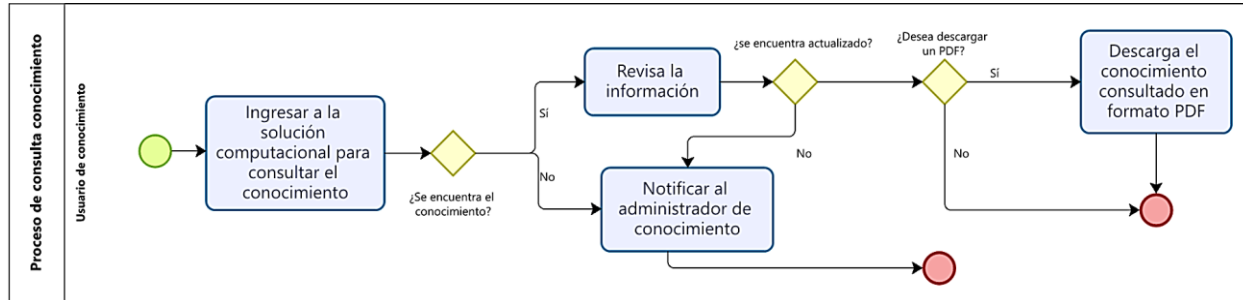 Proceso de consulta conocimiento
Usuario de conocimiento
Ingresar a la
solución
computacional para
consultar el
conocimiento
¿Se encuentra el
conocimiento?
Sí
No
Revisa la
información
¿se encuentra actualizado?
No
Notificar al
administrador de
conocimiento
¿Desea descargar
un PDF?
Sí
No
Descarga el
conocimiento
consultado en
formato PDF